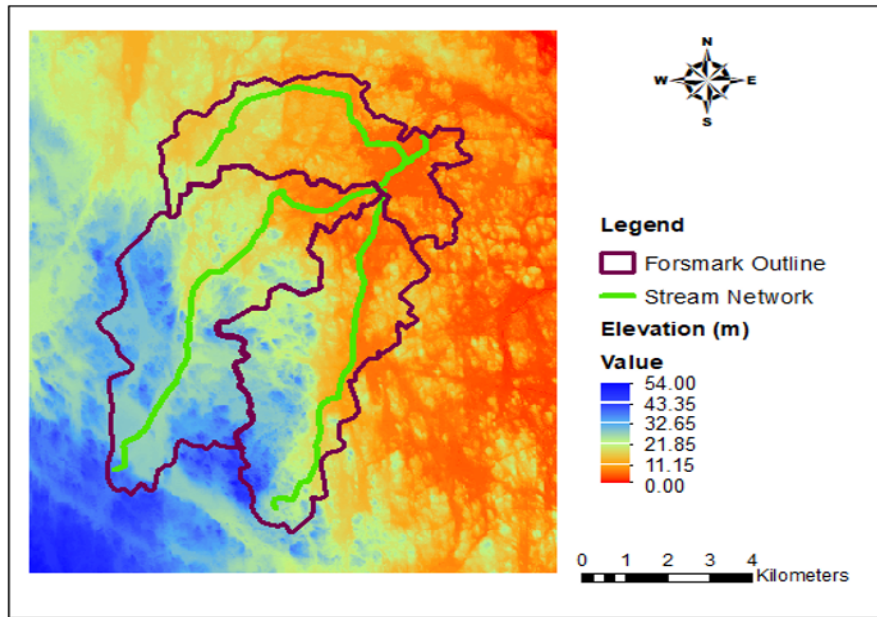 N
W E
S
Legend
Forsmark Outline
Stream Network
Elevation (m)
Value
54.00
43.35
32.65
21.85
11.15
0.00
0 1 2 3 4
Kilometers